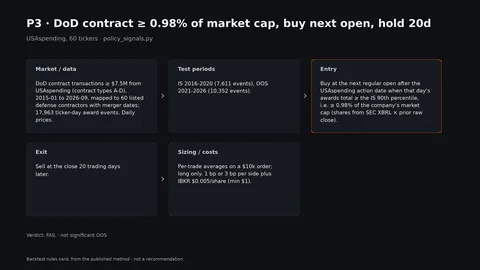 P3 · DoD contract ≥ 0.98% of market cap, buy next open, hold 20d
USAspending, 60 tickers · policy_signals.py
Market / data
DoD contract transactions ≥ $7.5M from
USAspending (contract types A-D),
2015-01 to 2026-09, mapped to 60 listed
defense contractors with merger dates;
17,963 ticker-day award events. Daily
prices.
›
Test periods
IS 2016-2020 (7,611 events), OOS
2021-2026 (10,352 events).
›
Entry
Buy at the next regular open after the
USAspending action date when that day's
awards total ≥ the IS 90th percentile,
i.e. ≥ 0.98% of the company's market
cap (shares from SEC XBRL × prior raw
close).
Exit
Sell at the close 20 trading days
later.
›
Sizing / costs
Per-trade averages on a $10k order;
long only. 1 bp or 3 bp per side plus
IBKR $0.005/share (min $1).
Verdict: FAIL · not significant OOS
Backtest rules card, from the published method · not a recommendation.